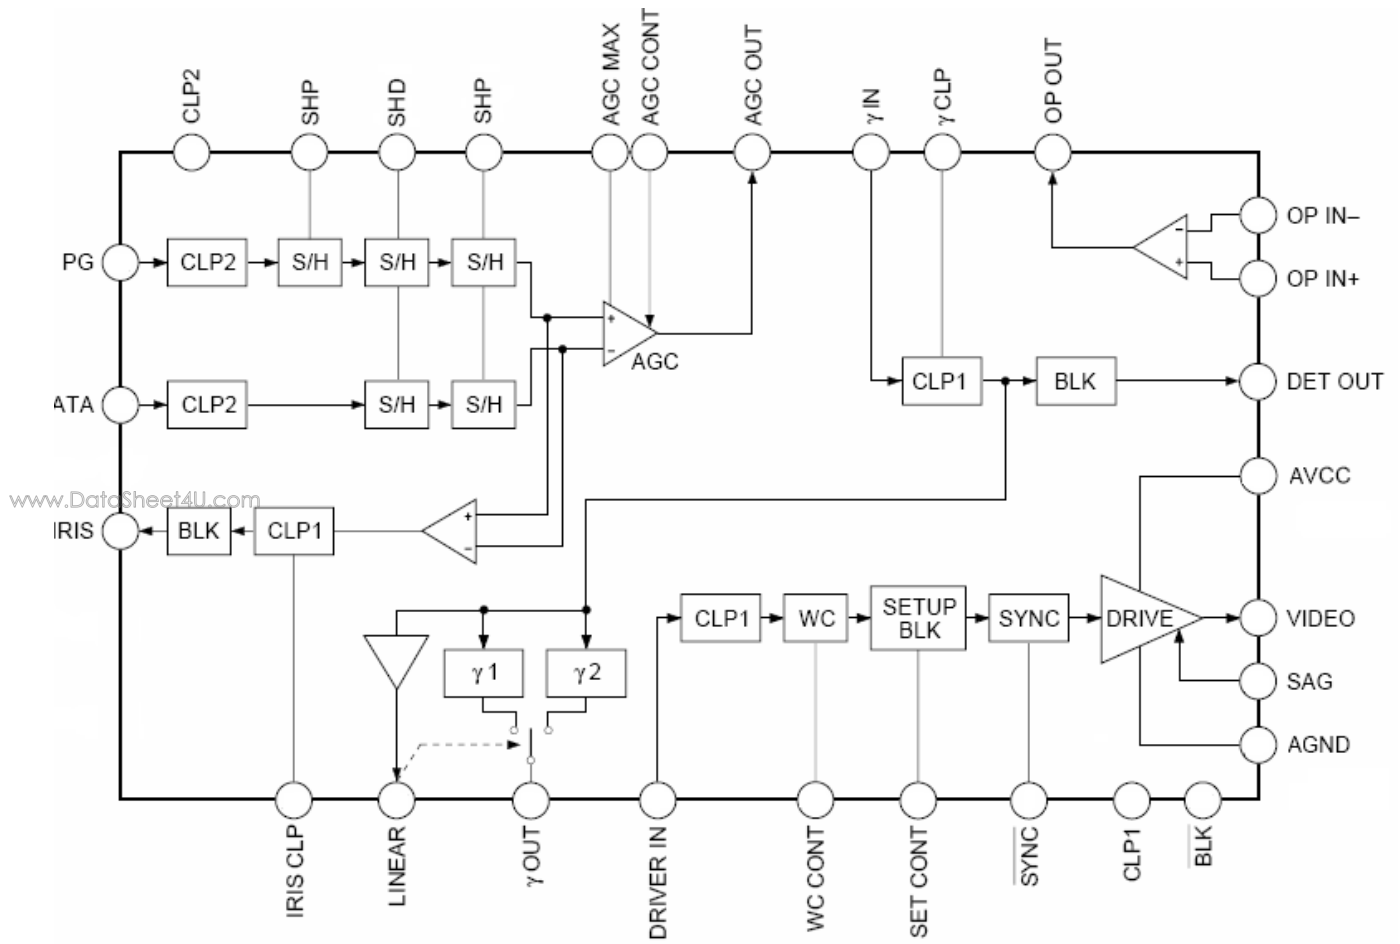 CLP2
SHP
SHD
SHP
AGC MAX
AGC CONT
AGC OUT
γ IN
γ CLP
OP OUT
OP IN–
OP IN+
PG
CLP2
S/H
S/H
S/H
+
–
AGC
–
+
ATA
CLP2
S/H
S/H
CLP1
BLK
DET OUT
AVCC
www.DataSheet4U.com
IRIS
BLK
CLP1
+
–
γ 1
γ 2
CLP1
WC
SETUP
BLK
SYNC
DRIVE
VIDEO
SAG
AGND
IRIS CLP
LINEAR
γ OUT
DRIVER IN
WC CONT
SET CONT
SYNC
CLP1
BLK